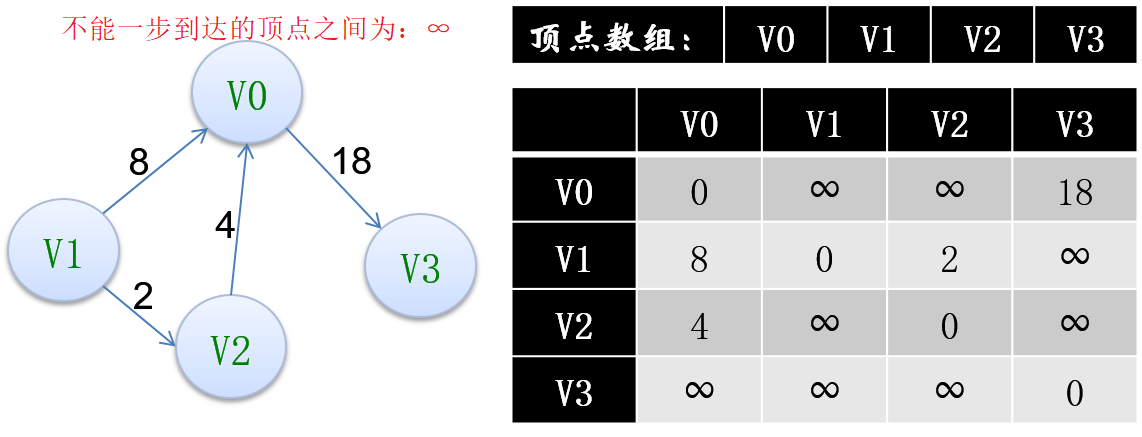 不能一步到达的顶点之间为：∞
V0
8
18
4
V1
V3
2
V2
顶点数组： V0 V1 V2 V3
V0 V1 V2 V3
V0 0 ∞ ∞ 18
V1 8 0 2 ∞
V2 4 ∞ 0 ∞
V3 ∞ ∞ ∞ 0